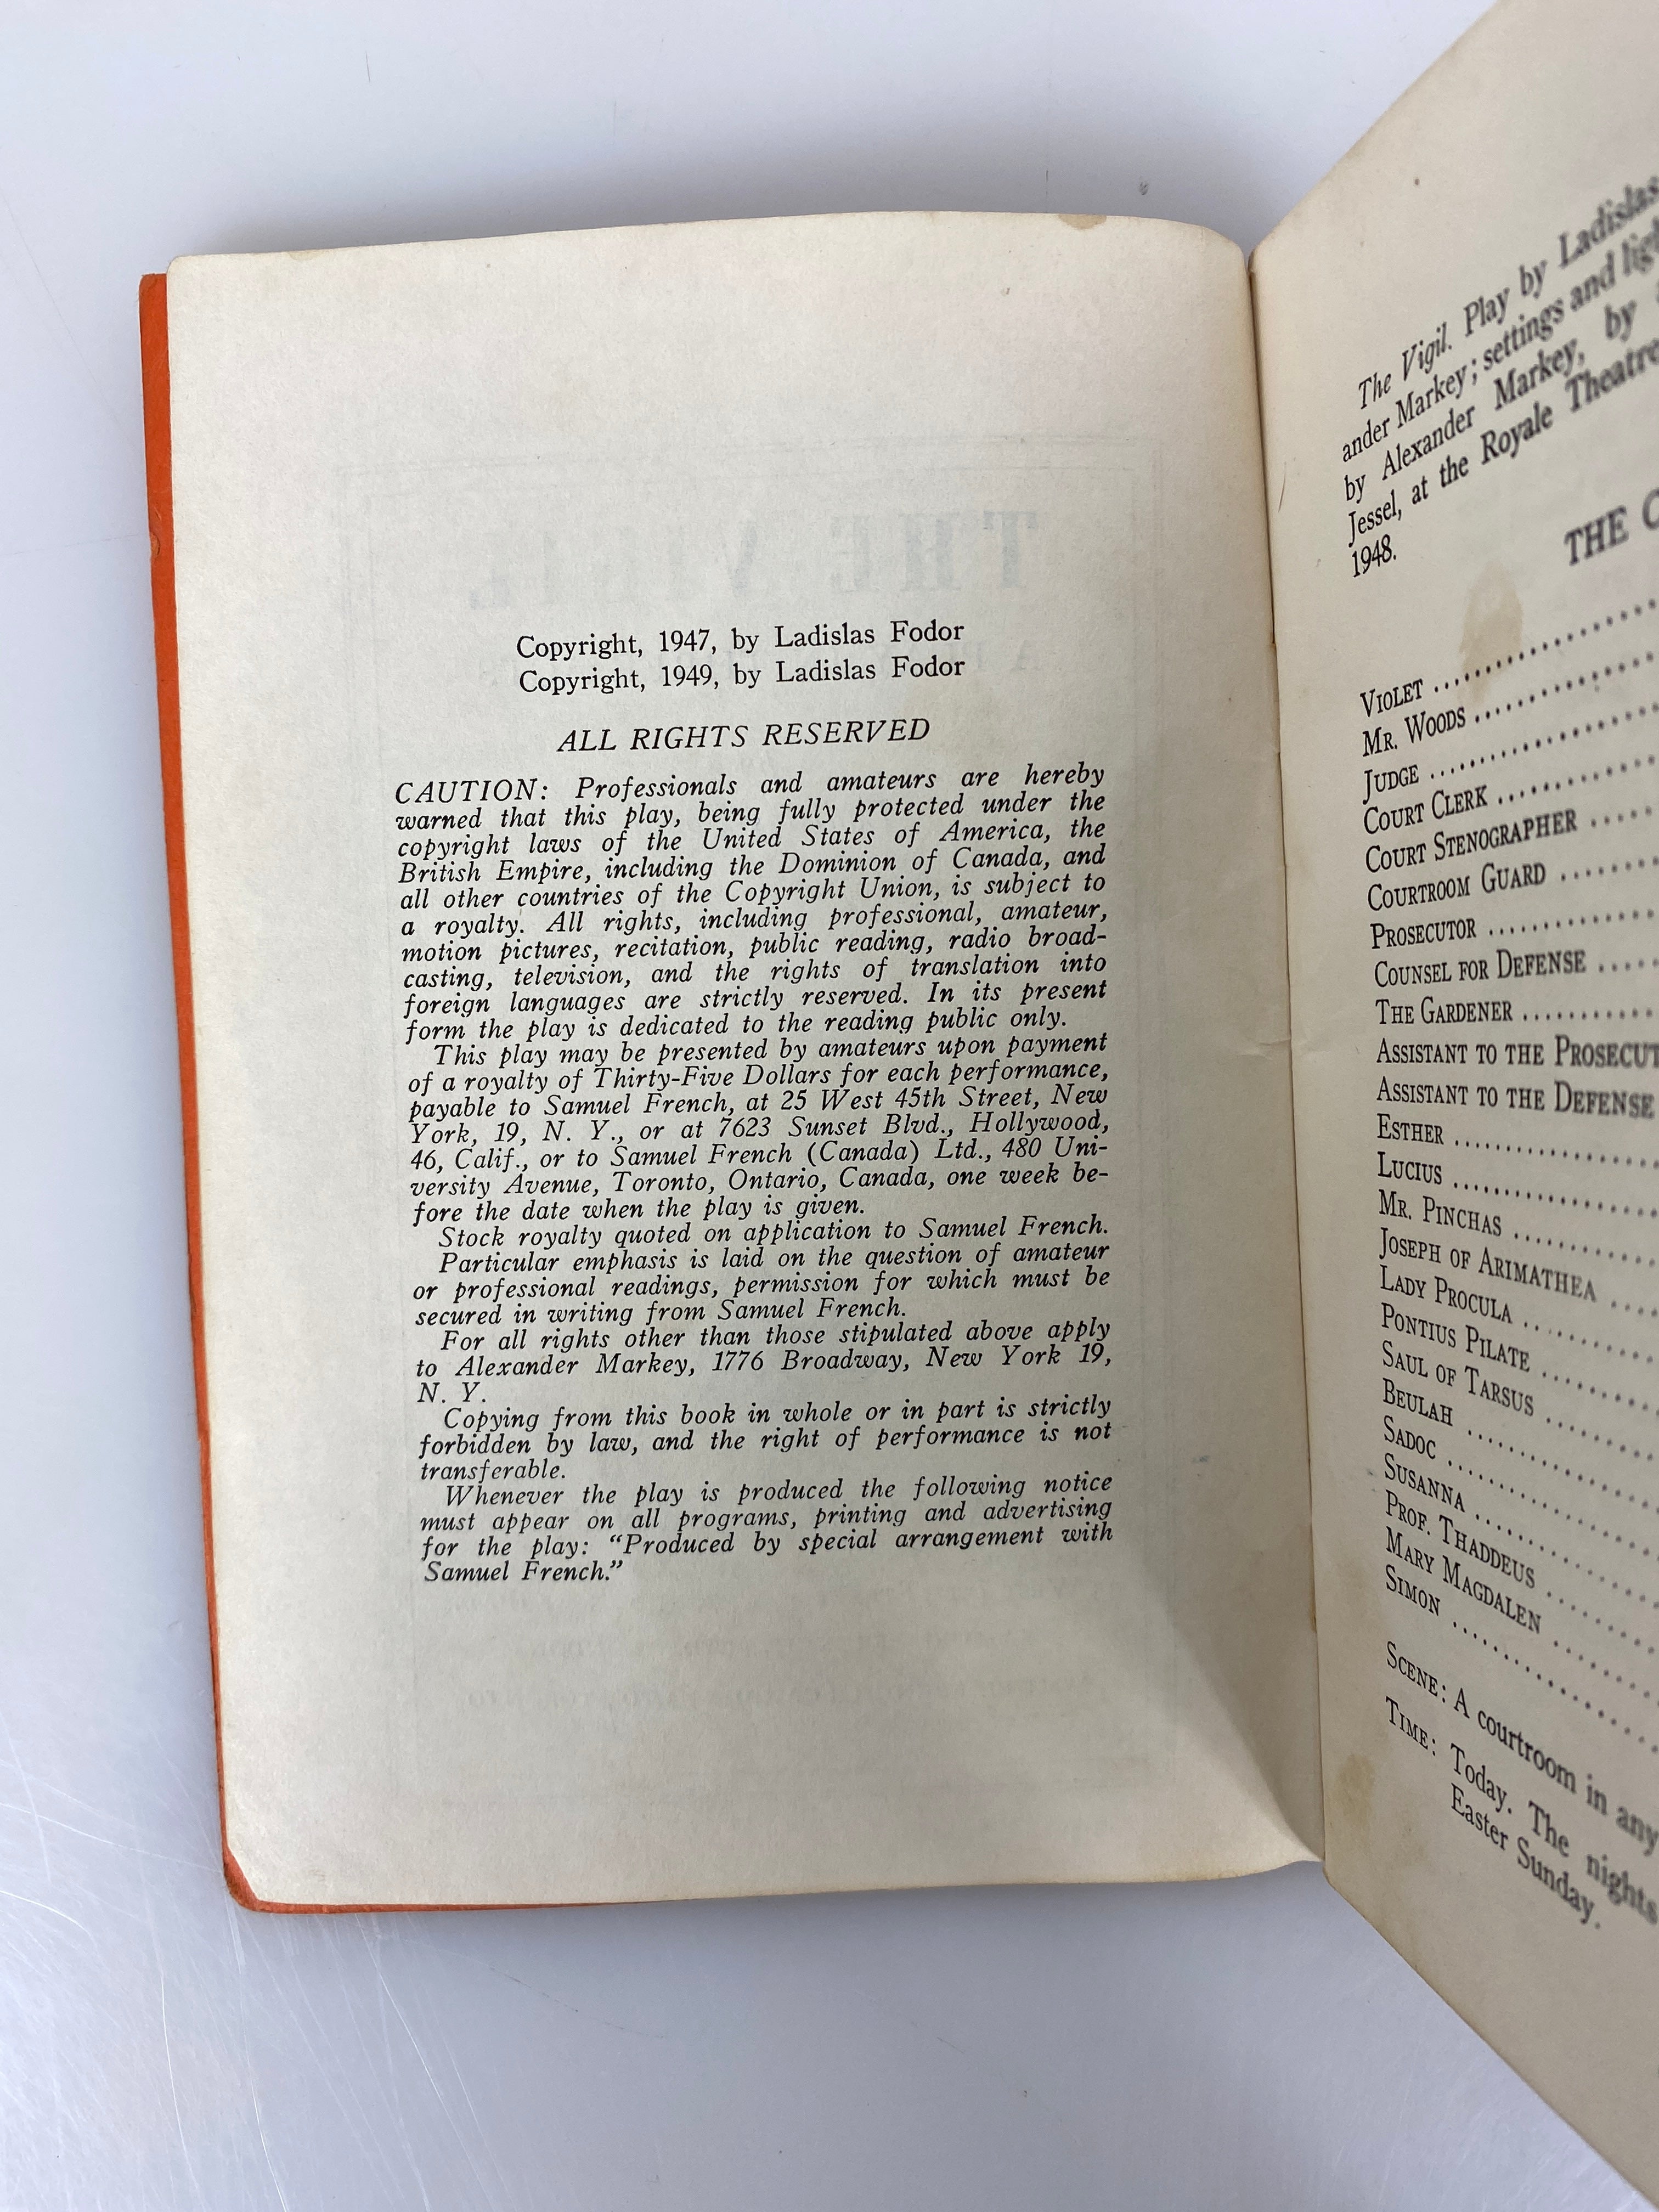 Copyright, 1947, by Ladislas Fodor
Copyright, 1949, by Ladislas Fodor
ALL RIGHTS RESERVED
CAUTION: Professionals and amateurs are hereby
warned that this play, being fully protected under the
copyright laws of the United States of America, the
British Empire, including the Dominion of Canada, and
all other countries of the Copyright Union, is subject to
a royalty. All rights, including professional, amateur,
motion pictures, recitation, public reading, radio broad-
casting, television, and the rights of translation into
foreign languages are strictly reserved. In its present
form the play is dedicated to the reading public only.
This play may be presented by amateurs upon payment
of a royalty of Thirty-Five Dollars for each performance,
payable to Samuel French, at 25 West 45th Street, New
York, 19, N. Y., or at 7623 Sunset Blvd., Hollywood,
46, Calif., or to Samuel French (Canada) Ltd., 480 Uni-
versity Avenue, Toronto, Ontario, Canada, one week be-
fore the date when the play is given.
Stock royalty quoted on application to Samuel French.
Particular emphasis is laid on the question of amateur
or professional readings, permission for which must be
secured in writing from Samuel French.
For all rights other than those stipulated above apply
to Alexander Markey, 1776 Broadway, New York 19,
N. Y.
Copying from this book in whole or in part is strictly
forbidden by law, and the right of performance is not
transferable.
Whenever the play is produced the following notice
must appear on all programs, printing and advertising
for the play: “Produced by special arrangement with
Samuel French.”
The Vigil. Play by Ladislas
ander Markey; settings and
by Alexander Markey, by
Jessel, at the Royale Theatre
1948.
THE
VIOLET ..........
MR. WOODS ..........
JUDGE ..........
COURT CLERK ..........
COURT STENOGRAPHER .....
COURTROOM GUARD .......
PROSECUTOR ..........
COUNSEL FOR DEFENSE .....
THE GARDENER ..........
ASSISTANT TO THE
ASSISTANT TO THE DEFENSE
ESTHER ..........
LUCIUS ..........
MR. PINCHAS ..........
JOSEPH OF ARIMATHEA ....
LADY PROCULA ..........
PONTIUS PILATE ..........
SAUL OF TARSUS ..........
BEULAH ..........
SADOC ..........
SUSANNA ..........
PROF. THADDEUS ..........
MARY MAGDALEN ..........
SIMON ..........
SCENE: A courtroom in any
TIME: Today. The nights
Easter Sunday.